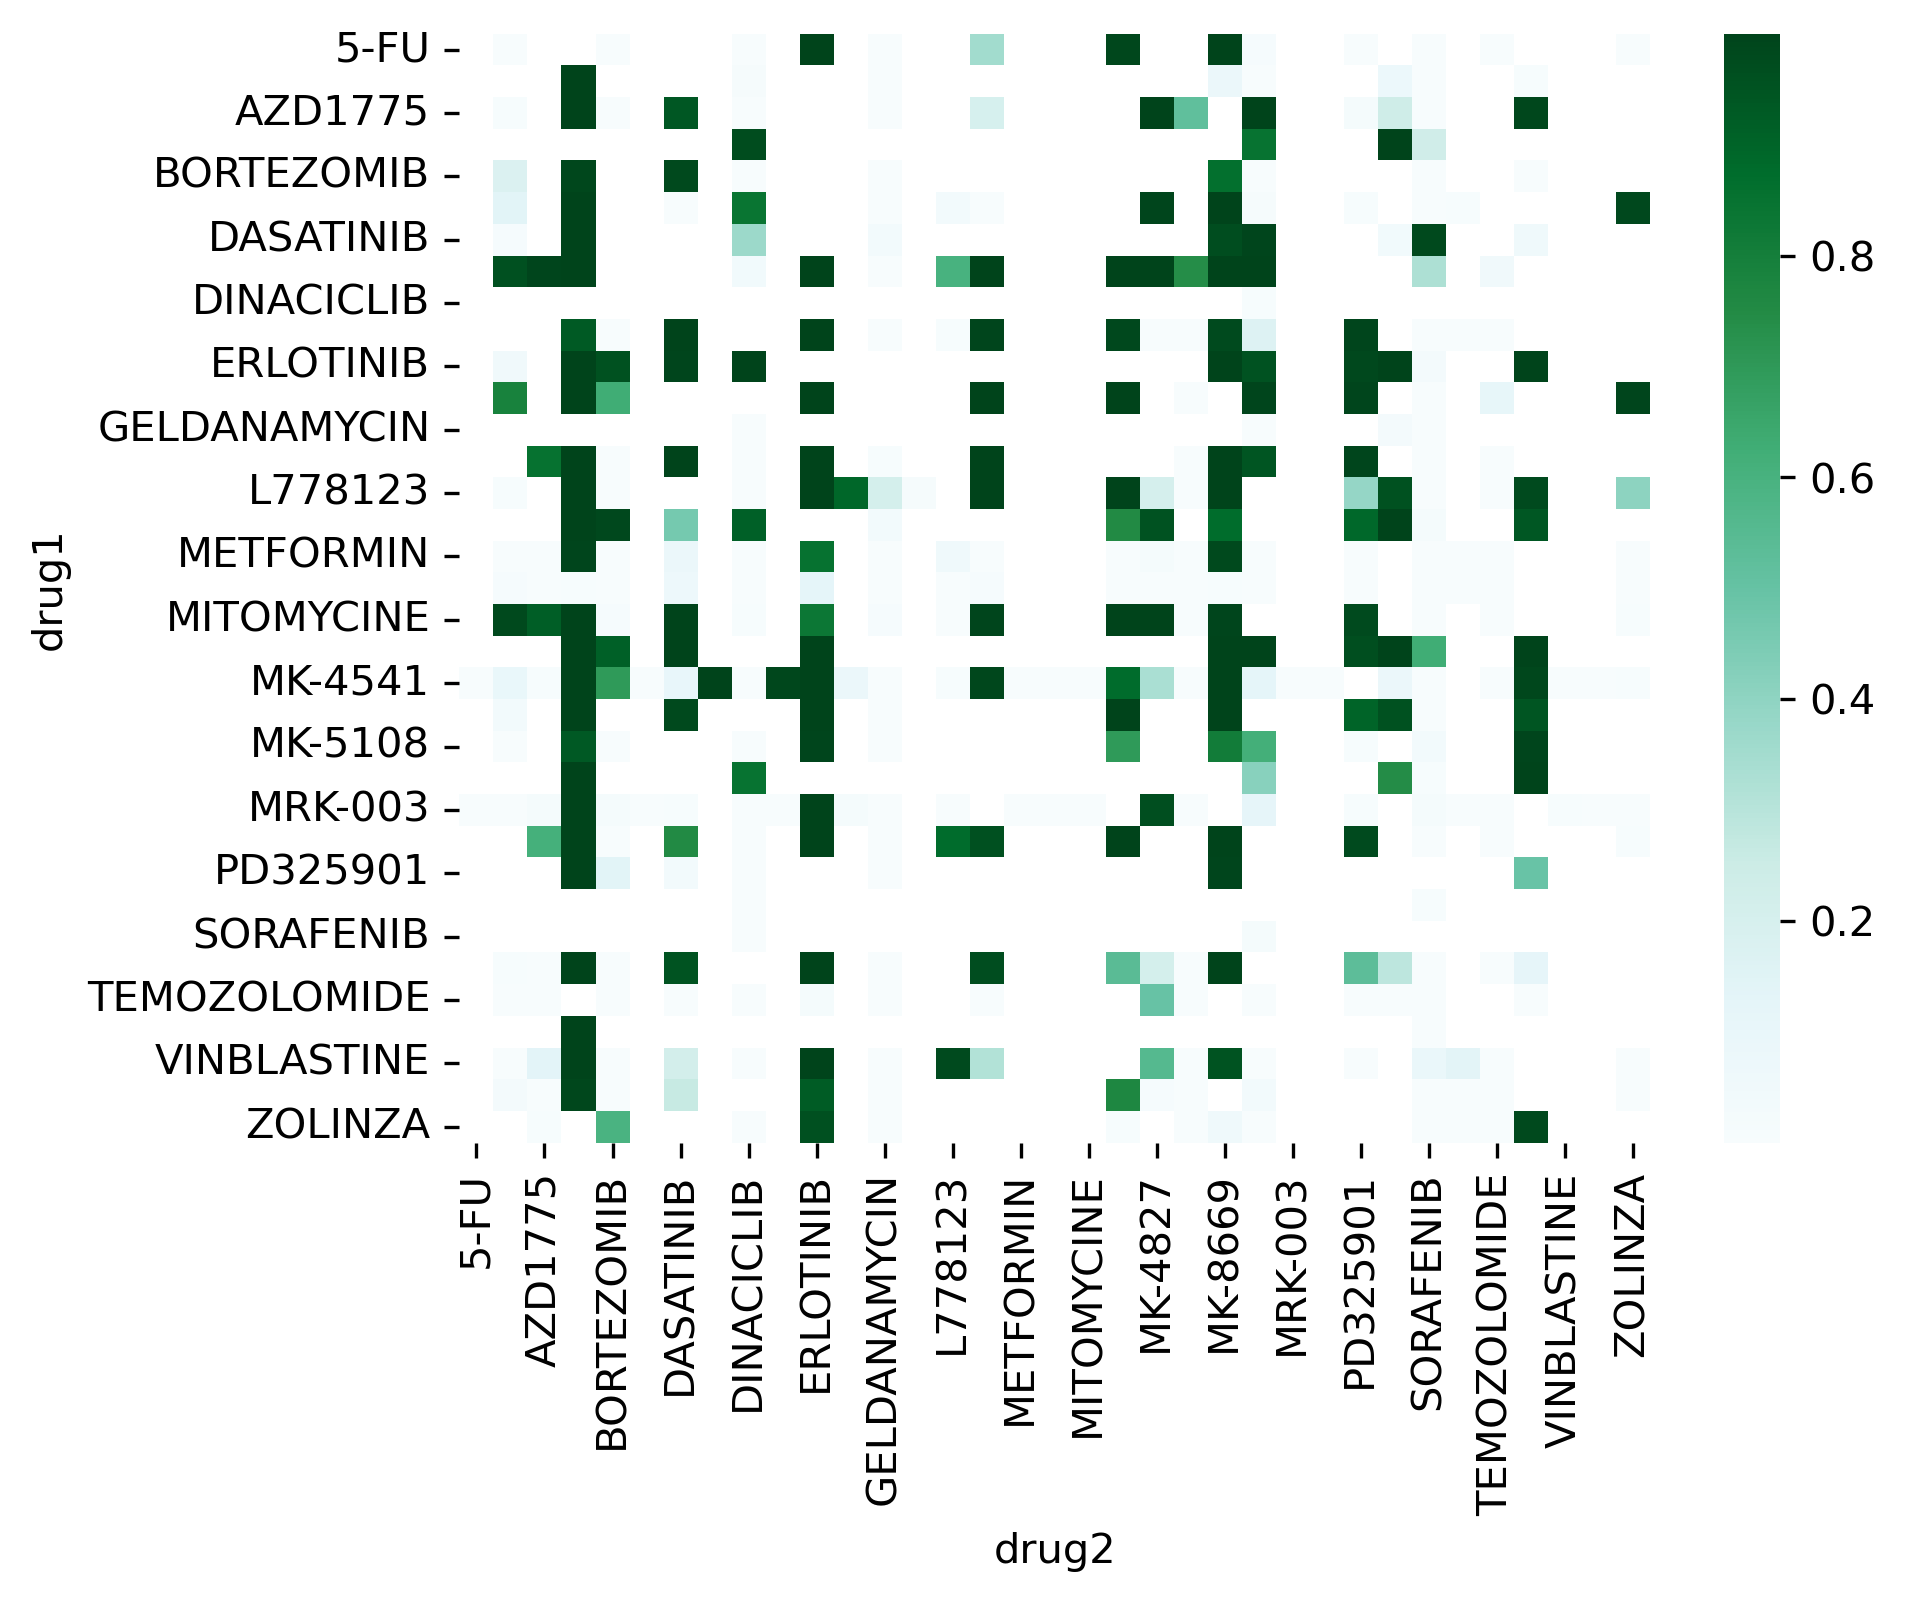 drug1
5-FU
AZD1775
BORTEZOMIB
DASATINIB
DINACICLIB
ERLOTINIB
GELDANAMYCIN
L778123
METFORMIN
MITOMYCINE
MK-4541
MK-5108
MRK-003
PD325901
SORAFENIB
TEMOZOLOMIDE
VINBLASTINE
ZOLINZA
5-FU
AZD1775
BORTEZOMIB
DASATINIB
DINACICLIB
ERLOTINIB
GELDANAMYCIN
L778123
METFORMIN
MITOMYCINE
MK-4827
MK-8669
MRK-003
PD325901
SORAFENIB
TEMOZOLOMIDE
VINBLASTINE
ZOLINZA
drug2
0.8
0.6
0.4
0.2